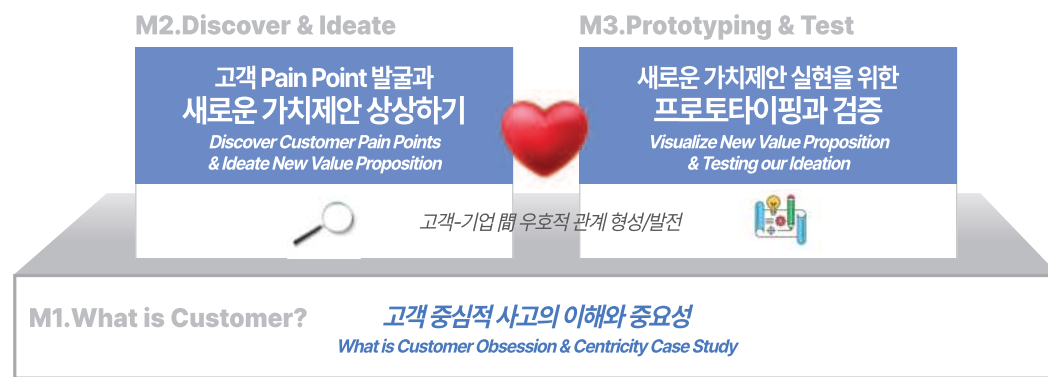 M2.Discover & Ideate
고객 Pain Point 발굴과
새로운 가치제안 상상하기
Discover Customer Pain Points
& Ideate New Value Proposition
M3.Prototyping & Test
새로운 가치제안 실현을 위한
프로토타이핑과 검증
Visualize New Value Proposition
& Testing our Ideation
고객-기업 間 우호적 관계 형성/발전
M1.What is Customer?
고객 중심적 사고의 이해와 중요성
What is Customer Obsession & Centricity Case Study